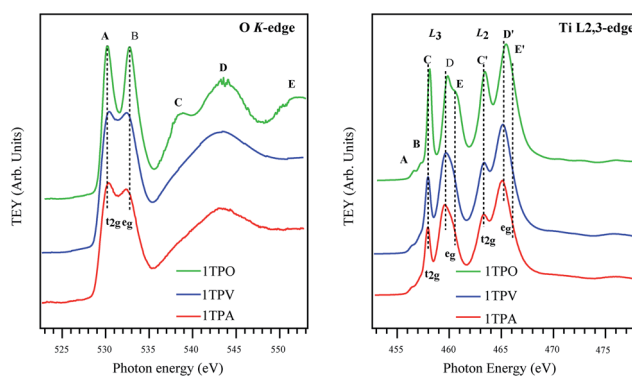 O K-edge
A
B
C
D
E
t2g eg
1TPO
1TPV
1TPA
TEY (Arb. Units)
525
530
535
540
545
550
Photon energy (eV)
Ti L2,3-edge
L3
L2
D'
E'
C
D
E
C'
B
A
t2g
eg
t2g
eg
1TPO
1TPV
1TPA
TEY (Arb. Units)
455
460
465
470
475
Photon Energy (eV)